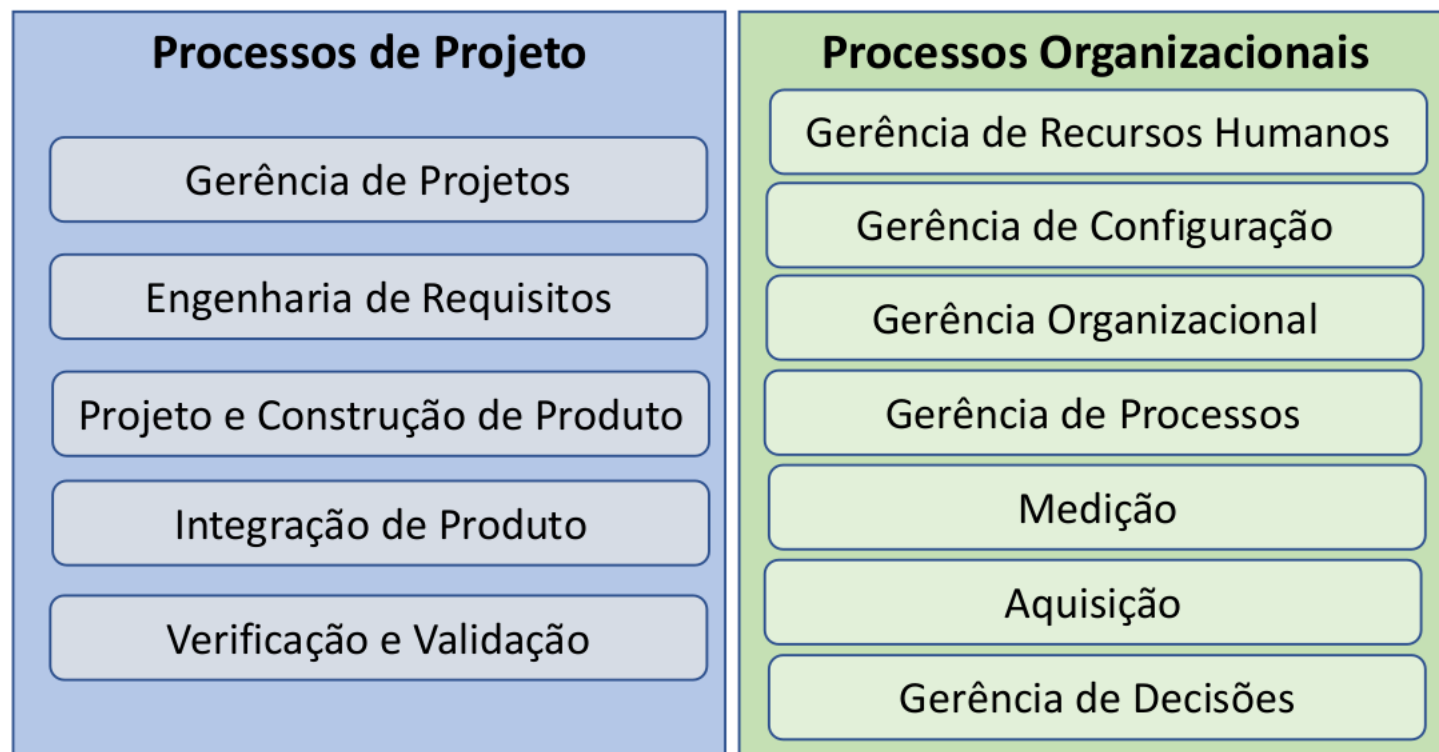 Processos de Projeto
Gerência de Projetos
Engenharia de Requisitos
Projeto e Construção de Produto
Integração de Produto
Verificação e Validação
Processos Organizacionais
Gerência de Recursos Humanos
Gerência de Configuração
Gerência Organizacional
Gerência de Processos
Medição
Aquisição
Gerência de Decisões